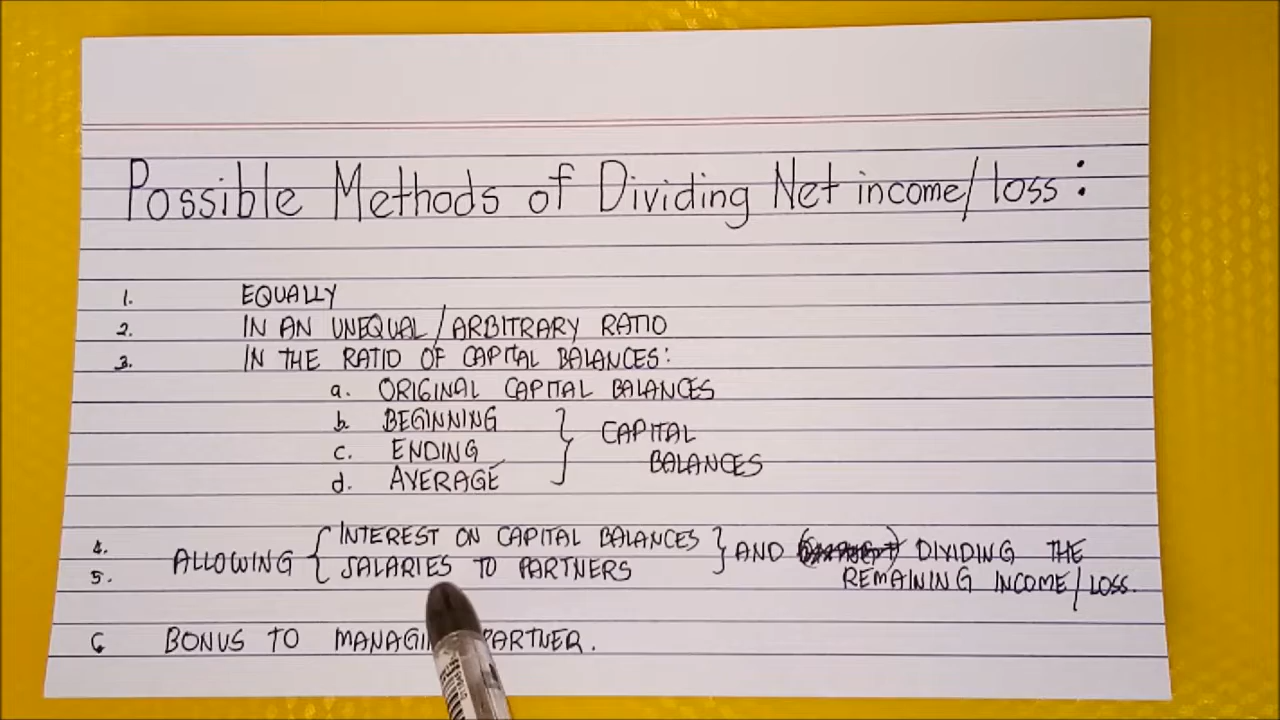 Possible Methods of Dividing Net income/loss:
1. EQUALLY
2. IN AN UNEQUAL/ARBITRARY RATIO
3. IN THE RATIO OF CAPITAL BALANCES:
a. ORIGINAL CAPITAL BALANCES
b. BEGINNING
c. ENDING
d. AVERAGE
CAPITAL
BALANCES
4. INTEREST ON CAPITAL BALANCES
5. ALLOWING SALARIES TO PARTNERS
AND DIVIDING THE
REMAINING INCOME/LOSS.
6 BONUS TO PARTNER.